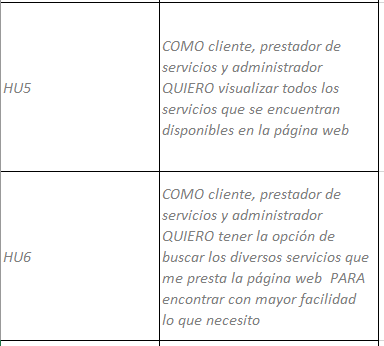 HU5
COMO cliente, prestador de
servicios y administrador
QUIERO visualizar todos los
servicios que se encuentran
disponibles en la página web
HU6
COMO cliente, prestador de
servicios y administrador
QUIERO tener la opción de
buscar los diversos servicios que
me presta la página web  PARA
encontrar con mayor facilidad
lo que necesito